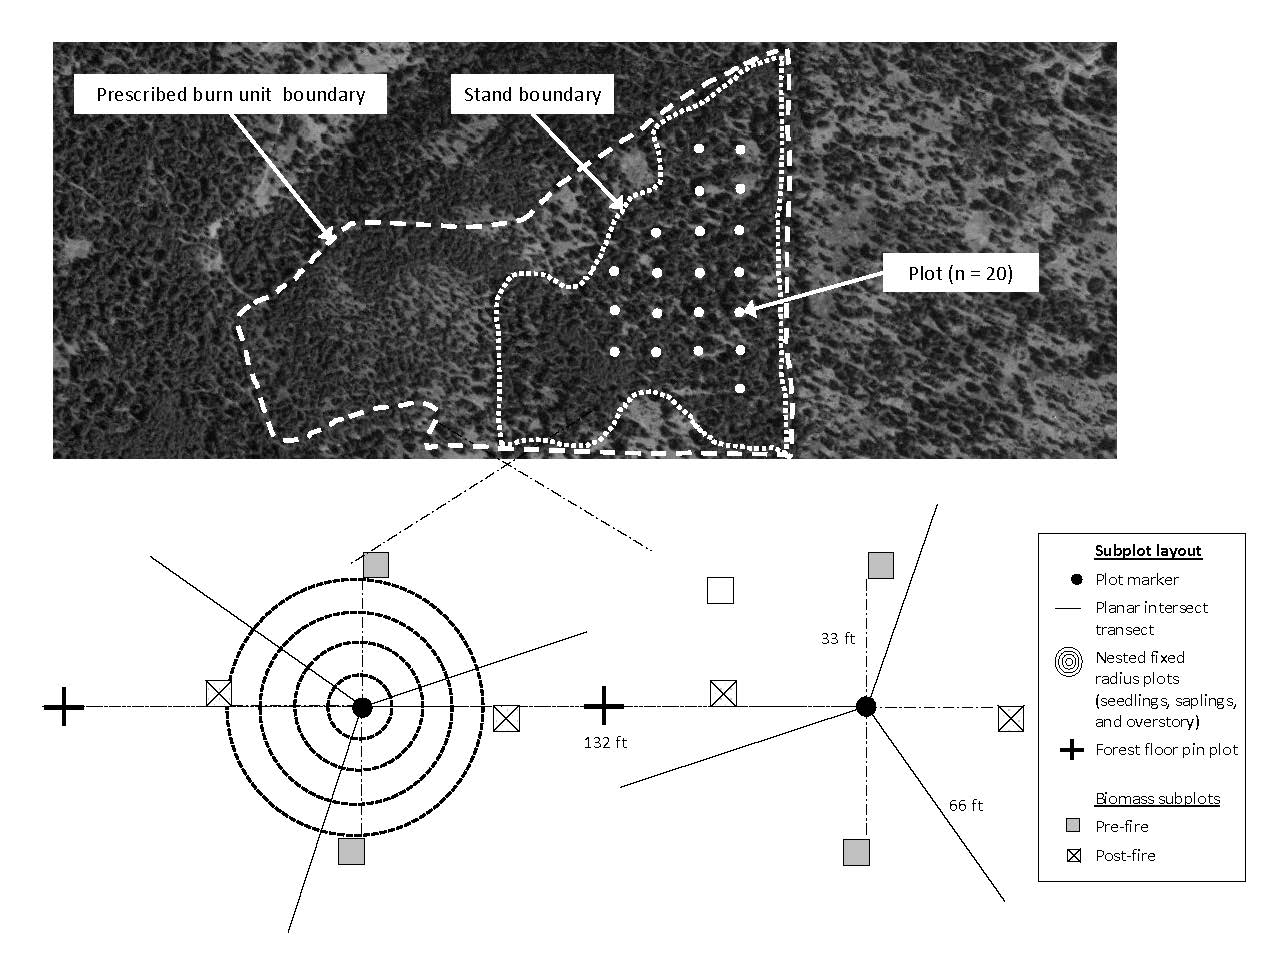 Prescribed burn unit boundary
Stand boundary
Plot (n = 20)
33 ft
132 ft
66 ft
Subplot layout
Plot marker
Planar intersect
transect
Nested fixed
radius plots
(seedlings, saplings,
and overstory)
Forest floor pin plot
Biomass subplots
Pre-fire
Post-fire